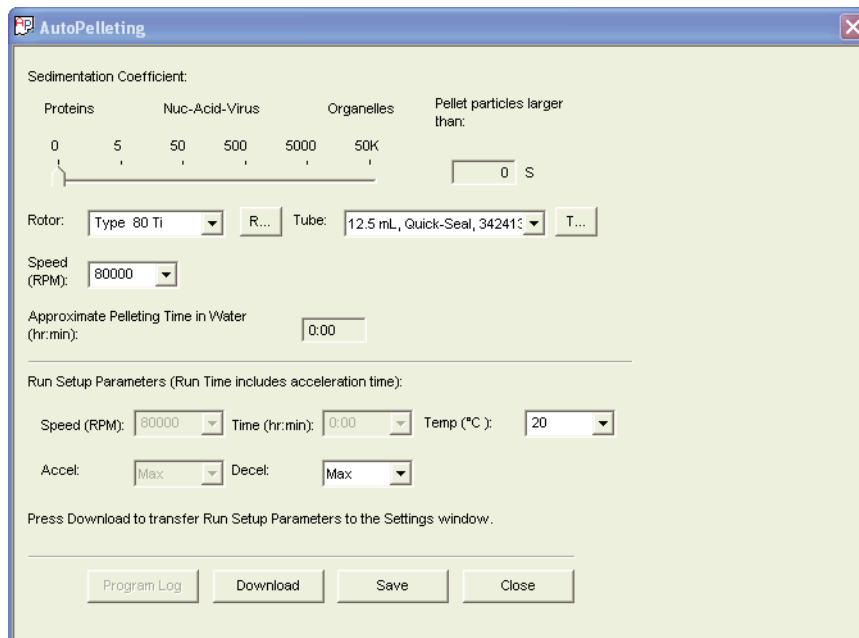 AP AutoPelleting
Sedimentation Coefficient:
Proteins Nuc-Acid-Virus Organelles Pellet particles larger
than:
0 5 50 500 5000 50K
0 S
Rotor: Type 80 Ti R... Tube: 12.5 mL, Quick-Seal, 342413 T...
Speed
(RPM): 80000
Approximate Pelleting Time in Water
(hr:min): 0:00
Run Setup Parameters (Run Time includes acceleration time):
Speed (RPM): 80000 Time (hr:min): 0:00 Temp (°C ): 20
Accel: Max Decel: Max
Press Download to transfer Run Setup Parameters to the Settings window.
Program Log Download Save Close